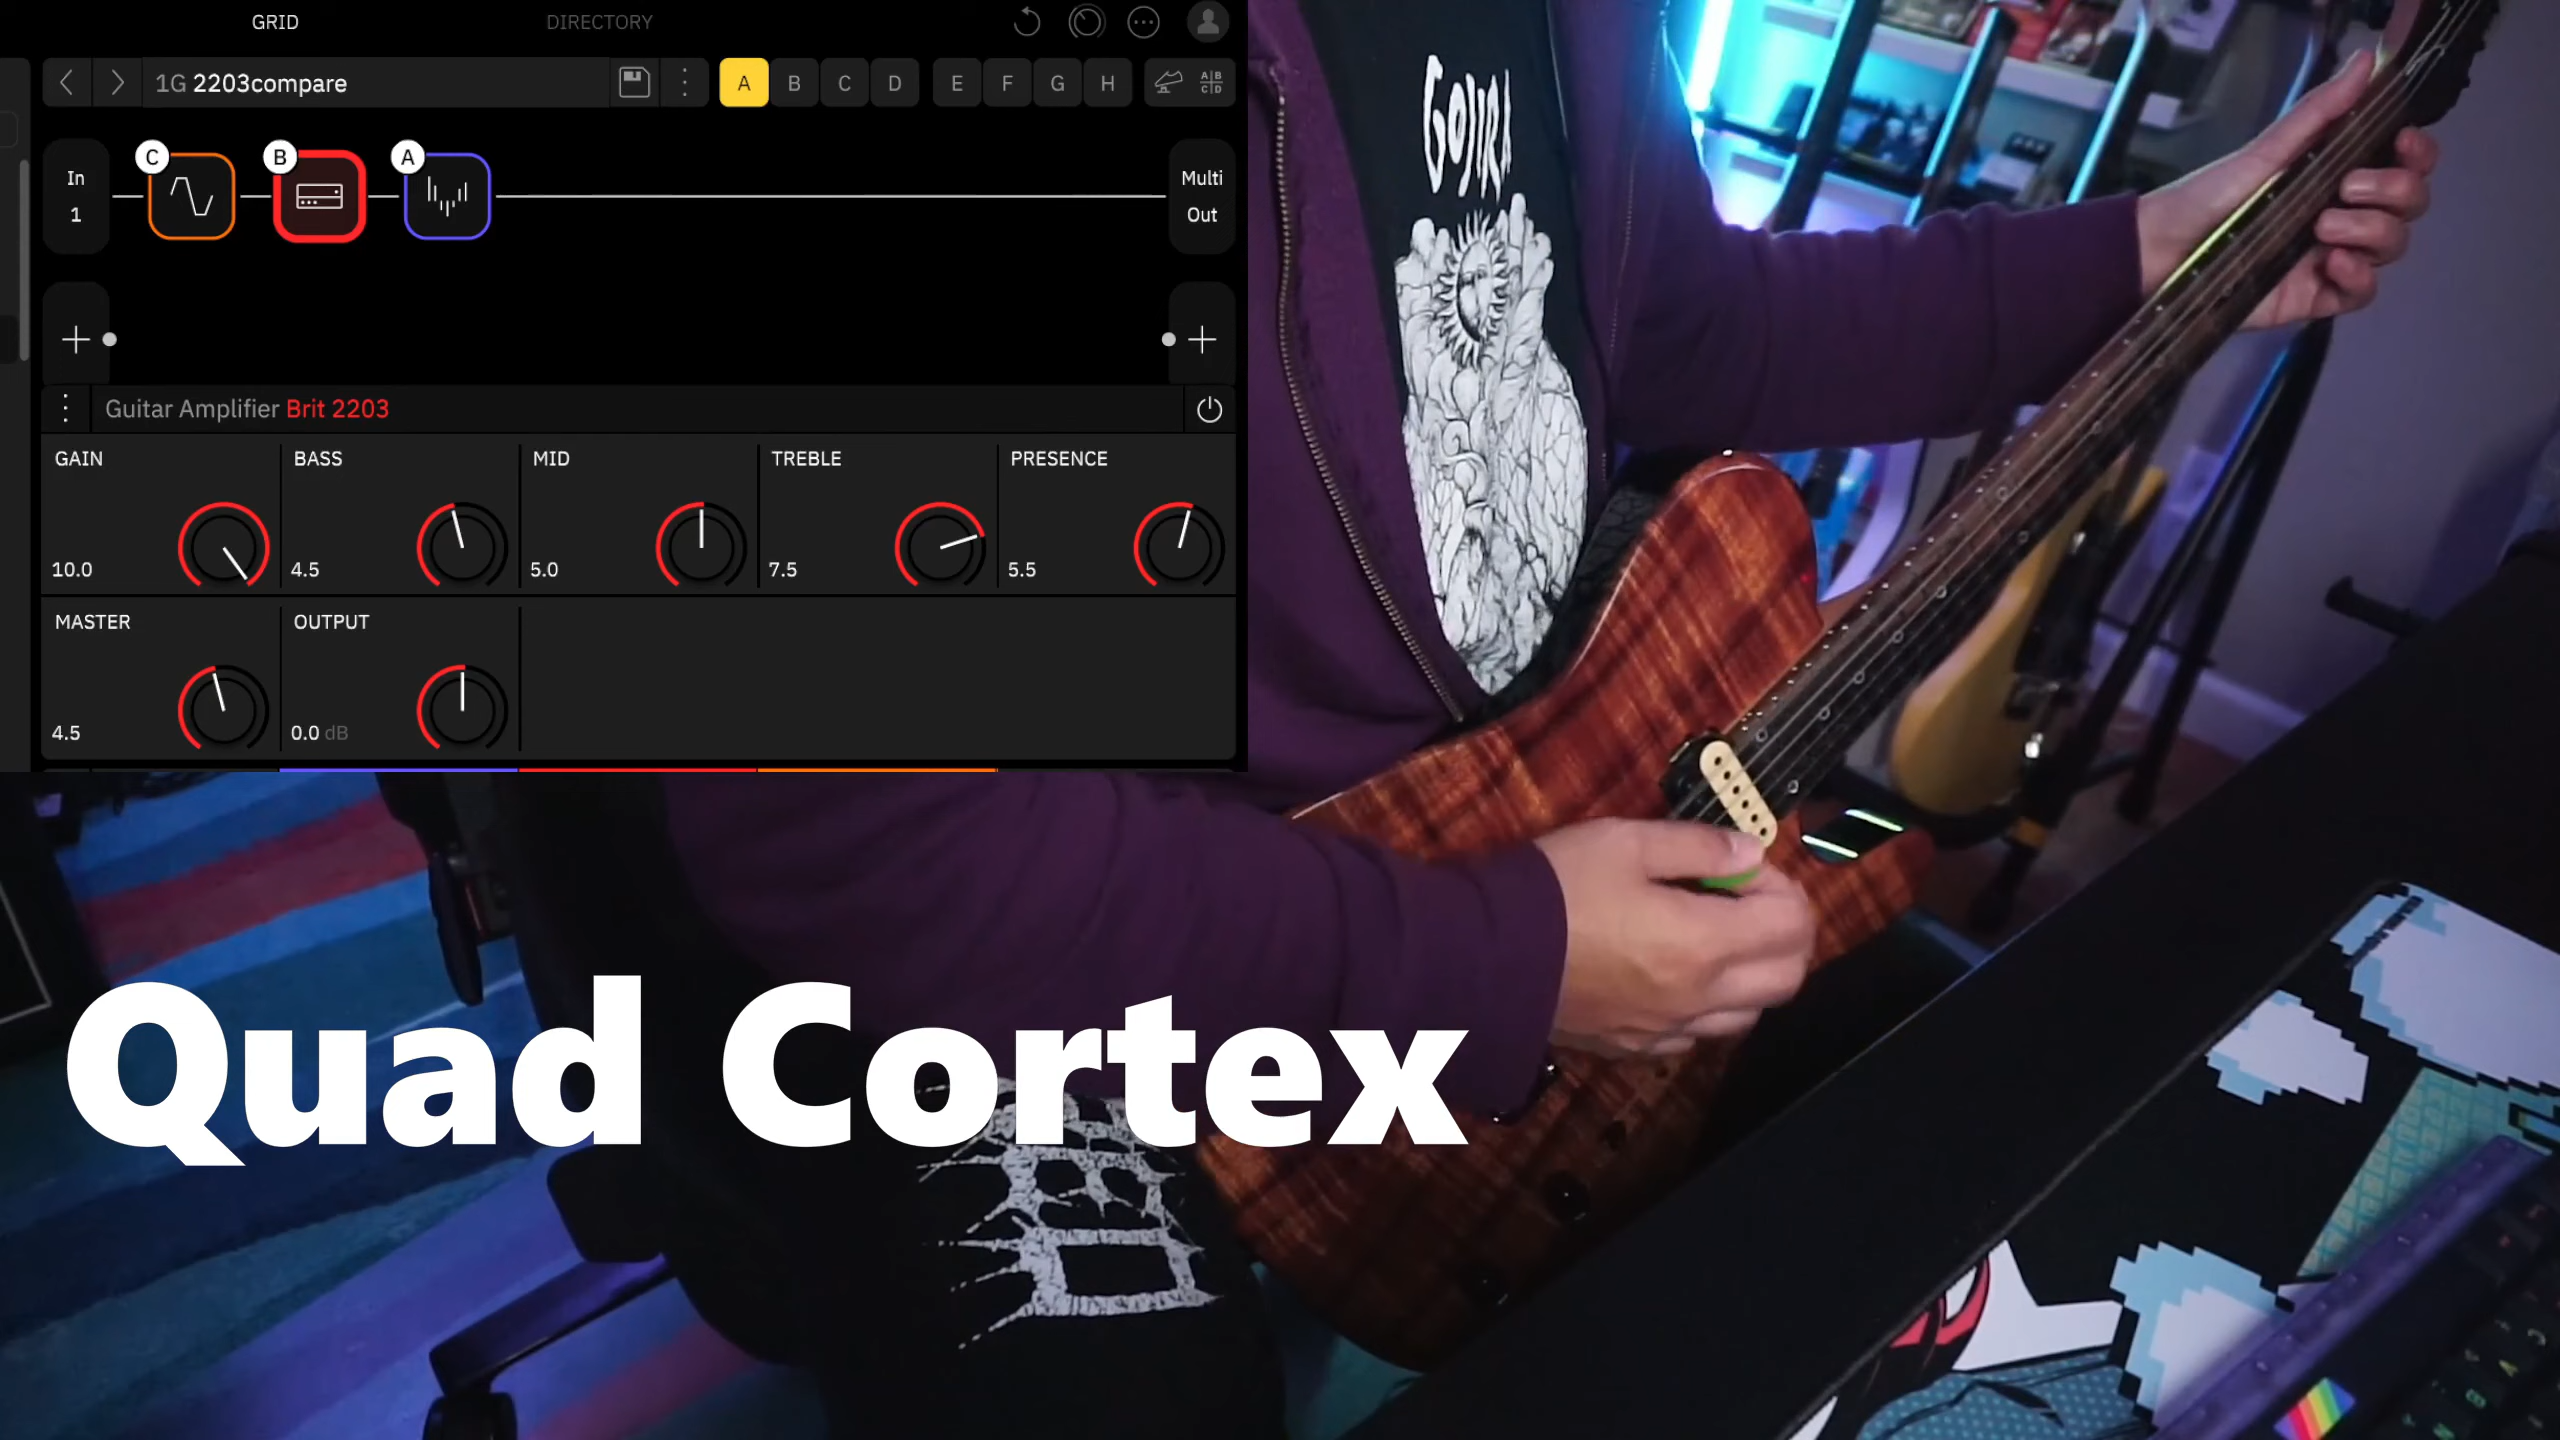 GRID
DIRECTORY
1G 2203compare
A B C D E F G H
A B
C D
C
B
A
In
1
Multi
Out
Guitar Amplifier Brit 2203
GAIN
BASS
MID
TREBLE
PRESENCE
10.0
4.5
5.0
7.5
5.5
MASTER
OUTPUT
4.5
0.0 dB
GOJIRA
Quad Cortex